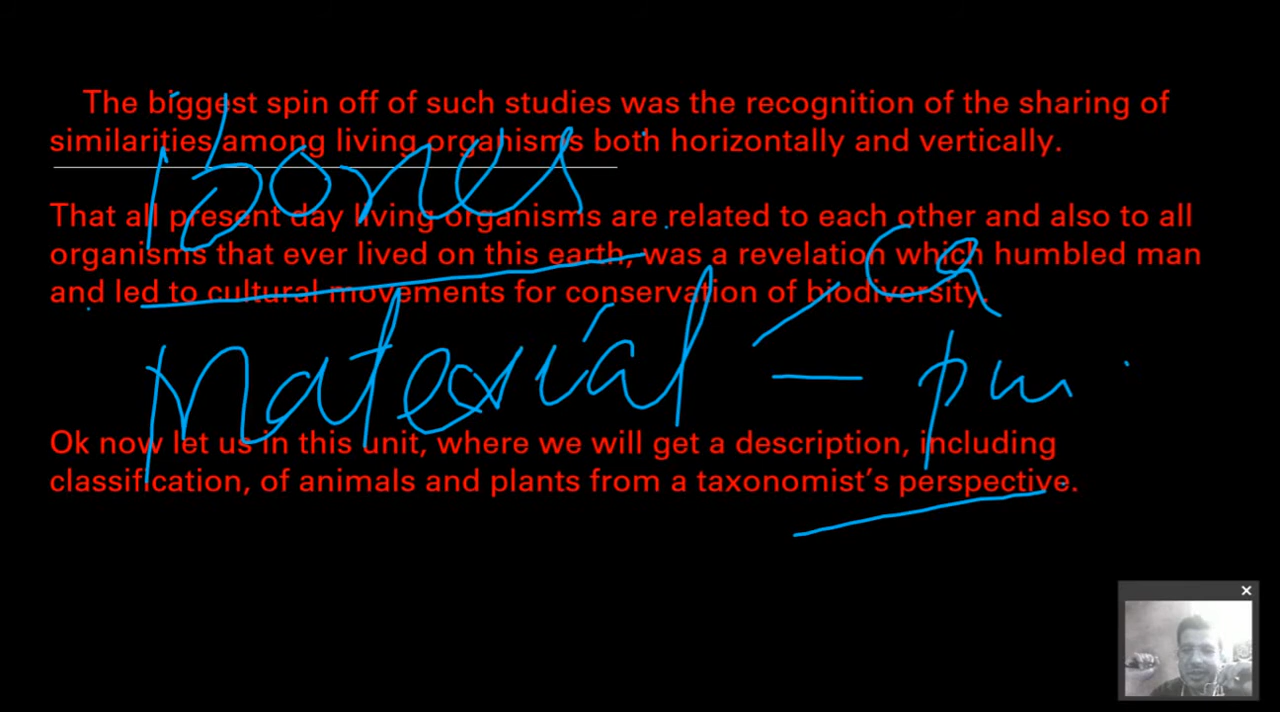 The biggest spin off of such studies was the recognition of the sharing of
similarities among living organisms both horizontally and vertically.
Bones
That all present day living organisms are related to each other and also to all
organisms that ever lived on this earth, was a revelation which humbled man
and led to cultural movements for conservation of biodiversity.
Ca
Material
Ok now let us in this unit, where we will get a description, including
classification, of animals and plants from a taxonomist’s perspective.